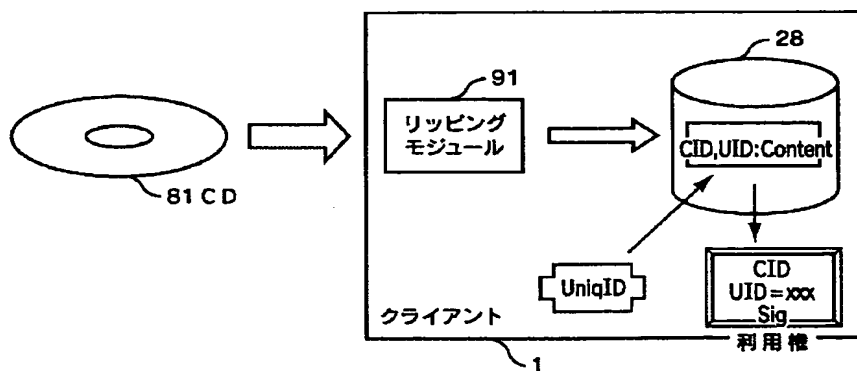 28
91
リッピング
モジュール
CID,UID:Content
81 CD
UniqID
CID
UID=xxx
Sig
クライアント
利用権
1